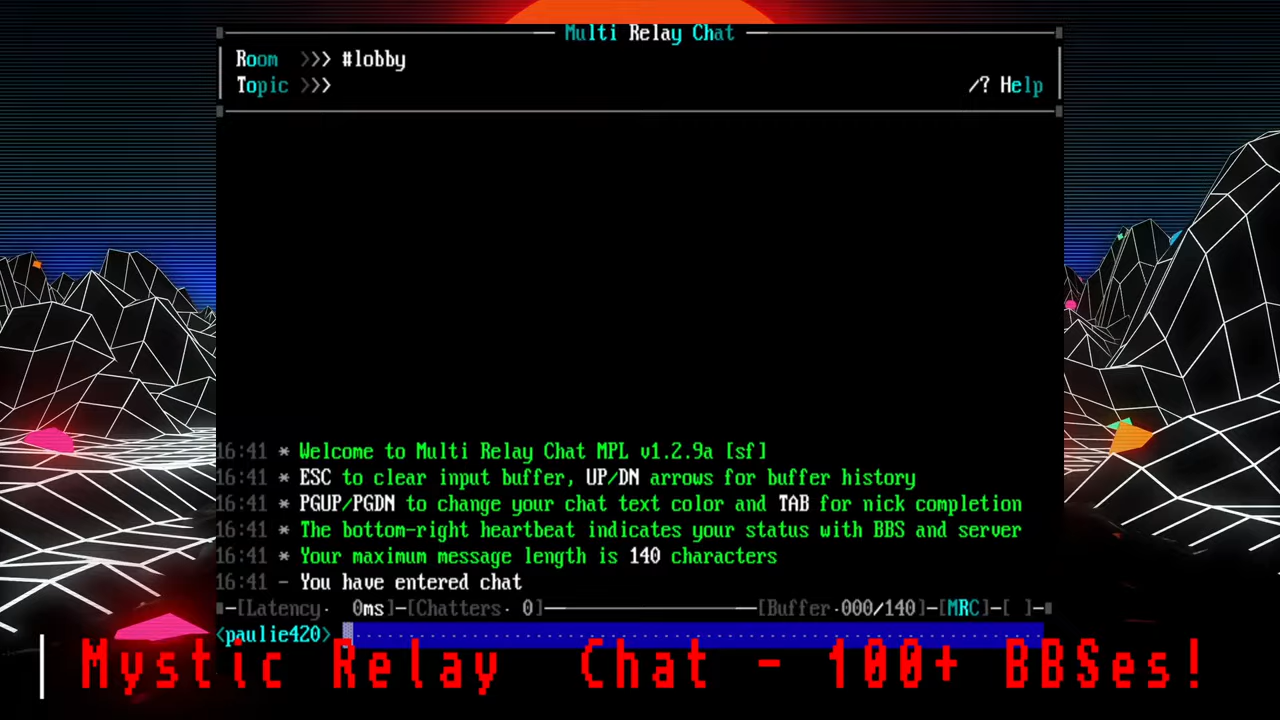 Multi Relay Chat
Room >>> #lobby
Topic >>> /? Help
16:41 * Welcome to Multi Relay Chat MPL v1.2.9a [sf]
16:41 * ESC to clear input buffer, UP/DN arrows for buffer history
16:41 * PGUP/PGDN to change your chat text color and TAB for nick completion
16:41 * The bottom-right heartbeat indicates your status with BBS and server
16:41 * Your maximum message length is 140 characters
16:41 - You have entered chat
[Latency· 0ms]-[Chatters· 0] [Buffer·000/140]-[MRC]-[ ]-
<paulie420>
Mystic Relay Chat - 100+ BBSes!